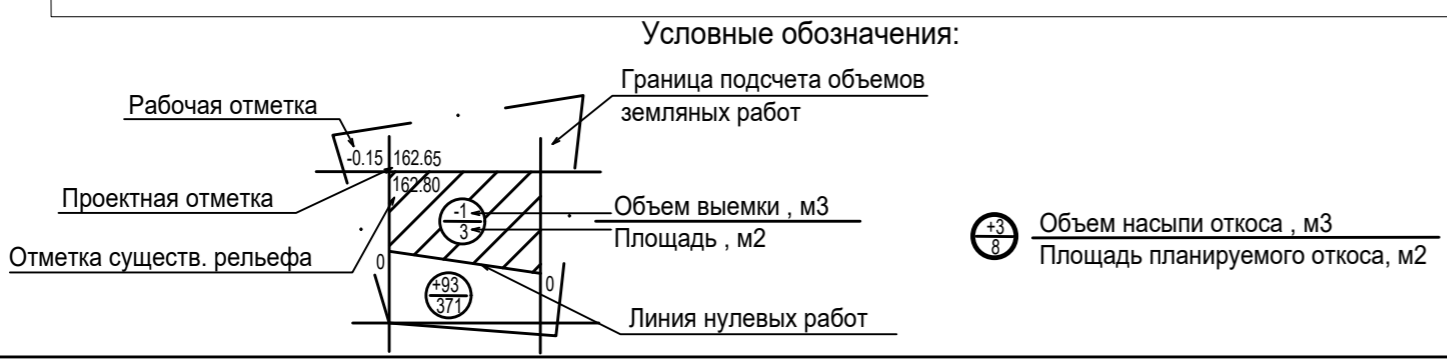 Условные обозначения:
Граница подсчета объемов
земляных работ
Рабочая отметка
-0.15 162.65
162.80
Проектная отметка
-1
3
Объем выемки , м3
Площадь , м2
+3
8
Объем насыпи откоса , м3
Площадь планируемого откоса, м2
Отметка существ. рельефа
0
0
+93
371
Линия нулевых работ